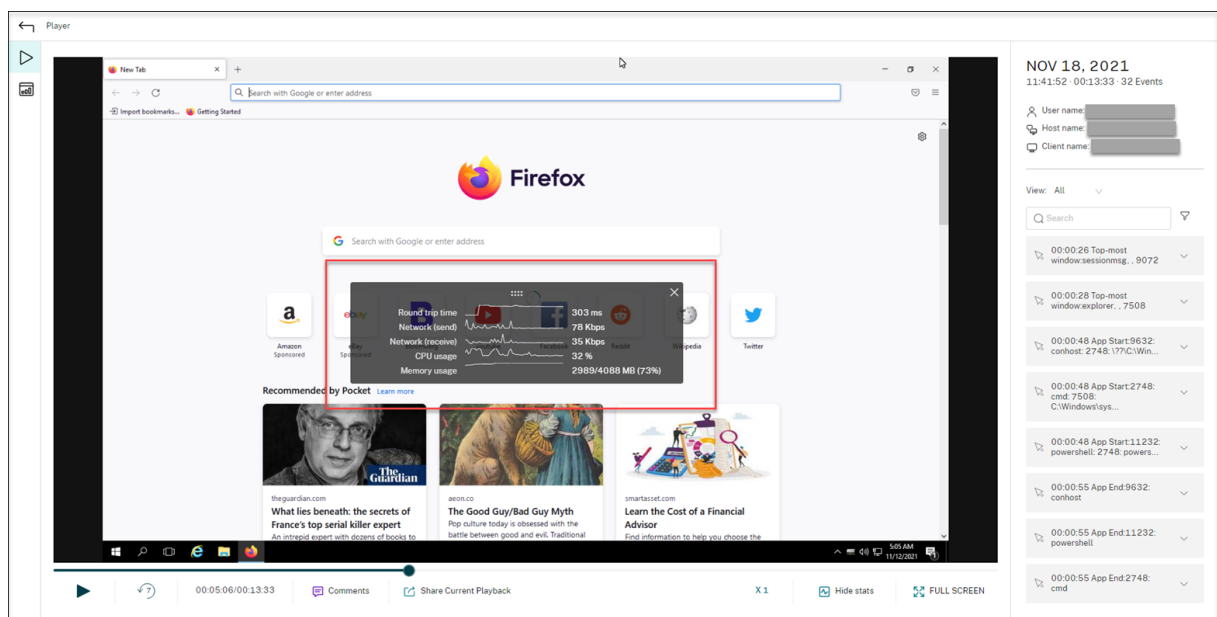 Player
New Tab
Search with Google or enter address
Import bookmarks...
Getting Started
Firefox
Search with Google or enter address
Round trip time 303 ms
Network (send) 78 Kbps
Network (receive) 35 Kbps
CPU usage 32 %
Memory usage 2989/4088 MB (73%)
a
ebay
B
Amazon
Sponsored
eBay
Sponsored
Facebook
Reddit
Wikipedia
Twitter
Recommended by Pocket Learn more
The
Guardian
theguardian.com
What lies beneath: the secrets of
France's top serial killer expert
An intrepid expert with dozens of books to
aeon.co
The Good Guy/Bad Guy Myth
Pop culture today is obsessed with the
battle between good and evil. Traditional
smartasset.com
Learn the Cost of a Financial
Advisor
Find information to help you choose the
5:05 AM
11/12/2021
7
00:05:06/00:13:33
Comments
Share Current Playback
X 1
Hide stats
FULL SCREEN
NOV 18, 2021
11:41:52 · 00:13:33 · 32 Events
User name:
Host name:
Client name:
View: All
Search
00:00:26 Top-most
window:sessionmsg, , 9072
00:00:28 Top-most
window:explorer, , 7508
00:00:48 App Start:9632:
conhost: 2748: \??\C:\Win...
00:00:48 App Start:2748:
cmd: 7508:
C:\Windows\sys...
00:00:48 App Start:11232:
powershell: 2748: powers...
00:00:55 App End:9632:
conhost
00:00:55 App End:11232:
powershell
00:00:55 App End:2748:
cmd